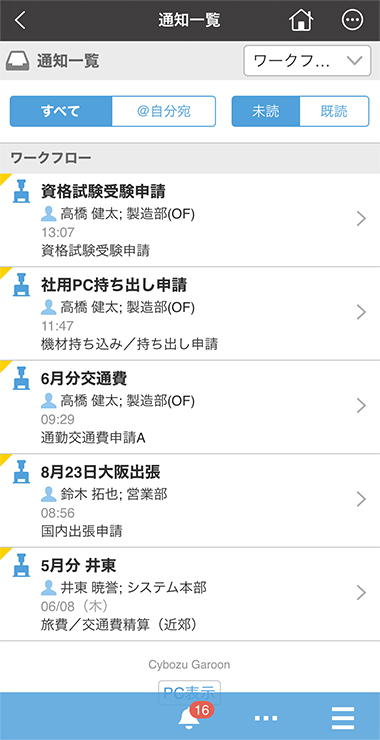 通知一覧
通知一覧
ワークフ...
すべて
@自分宛
未読
既読
ワークフロー
資格試験受験申請
高橋 健太; 製造部(OF)
13:07
資格試験受験申請
社用PC持ち出し申請
高橋 健太; 製造部(OF)
11:47
機材持ち込み／持ち出し申請
6月分交通費
高橋 健太; 製造部(OF)
09:29
通勤交通費申請A
8月23日大阪出張
鈴木 拓也; 営業部
08:56
国内出張申請
5月分 井東
井東 暁誉; システム本部
06/08（木）
旅費／交通費精算（近郊）
Cybozu Garoon
PC表示
16